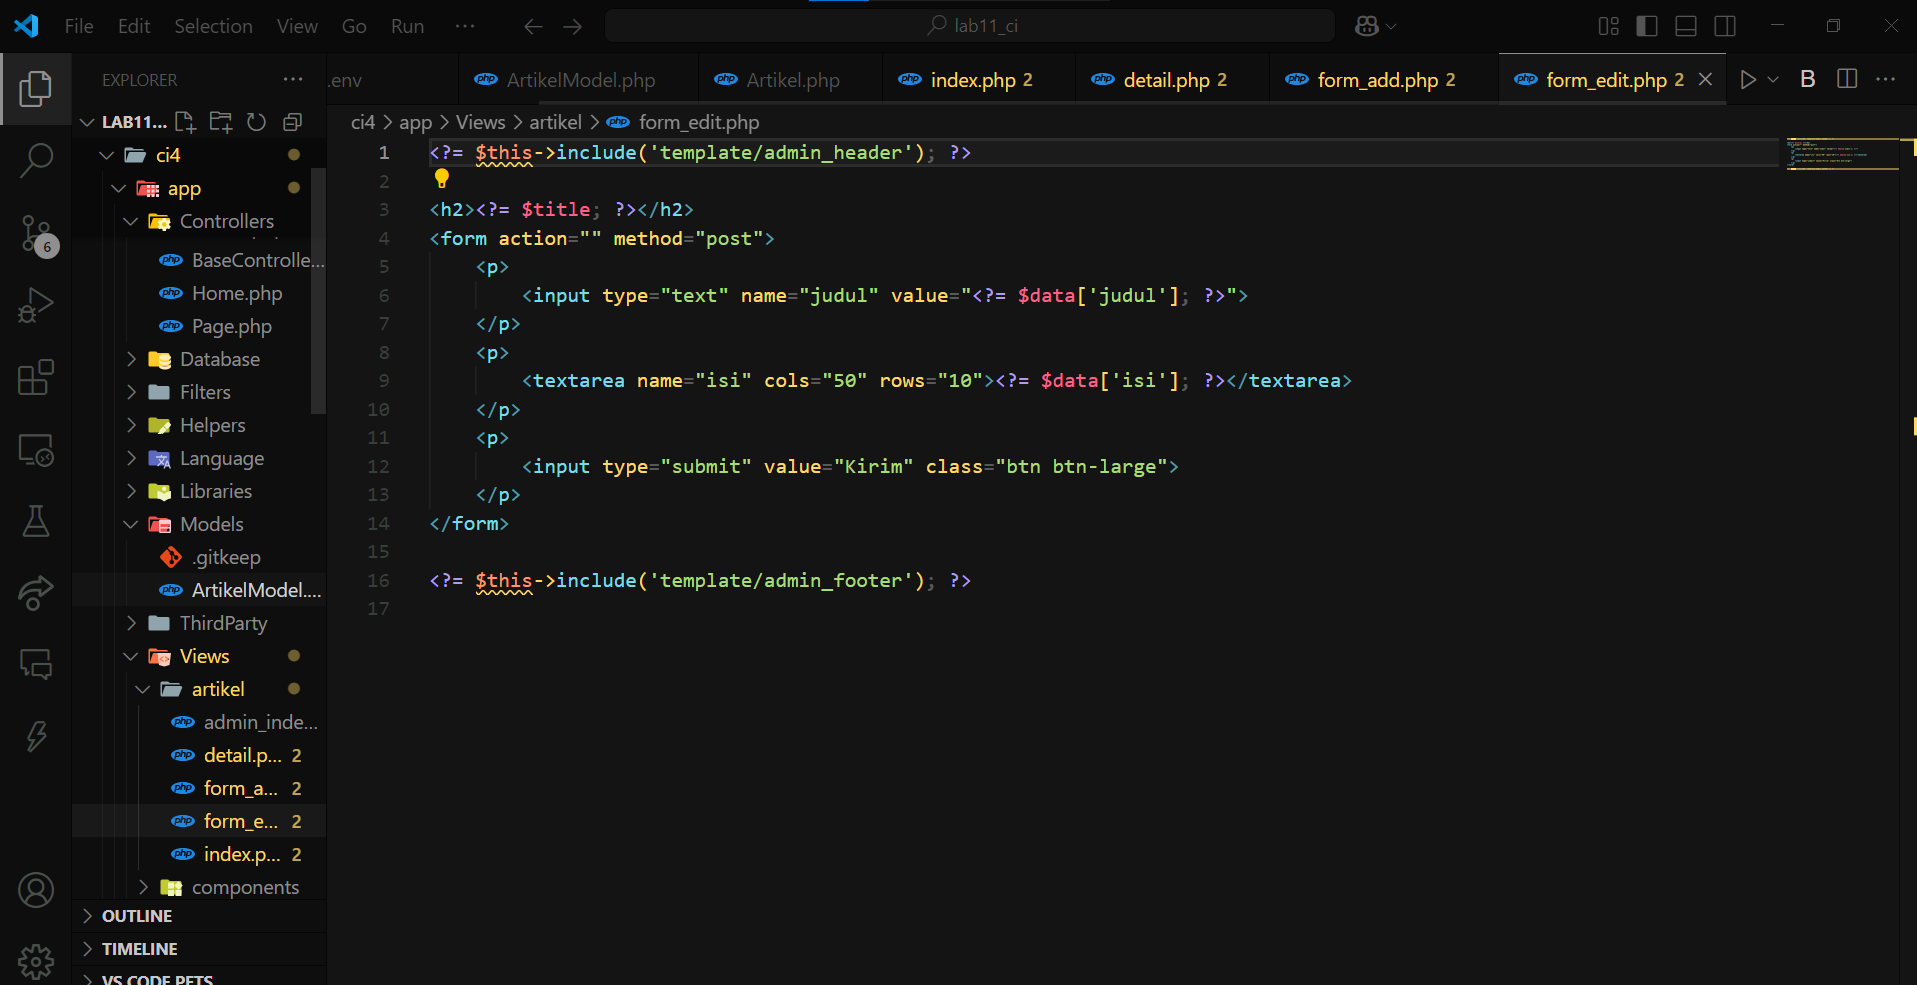 File Edit Selection View Go Run ··· lab11_ci
EXPLORER ···
.env ArtikelModel.php Artikel.php index.php 2 detail.php 2 form_add.php 2 form_edit.php 2 B ···
LAB11...
ci4
app
Controllers
BaseControlle...
Home.php
Page.php
Database
Filters
Helpers
Language
Libraries
Models
.gitkeep
ArtikelModel....
ThirdParty
Views
artikel
admin_inde...
detail.p... 2
form_a... 2
form_e... 2
index.p... 2
components
OUTLINE
TIMELINE
VS CODE PETS
6
ci4 > app > Views > artikel > form_edit.php
1 <?= $this->include('template/admin_header'); ?>
2
3 <h2><?= $title; ?></h2>
4 <form action="" method="post">
5 <p>
6 <input type="text" name="judul" value="<?= $data['judul']; ?>">
7 </p>
8 <p>
9 <textarea name="isi" cols="50" rows="10"><?= $data['isi']; ?></textarea>
10 </p>
11 <p>
12 <input type="submit" value="Kirim" class="btn btn-large">
13 </p>
14 </form>
15
16 <?= $this->include('template/admin_footer'); ?>
17